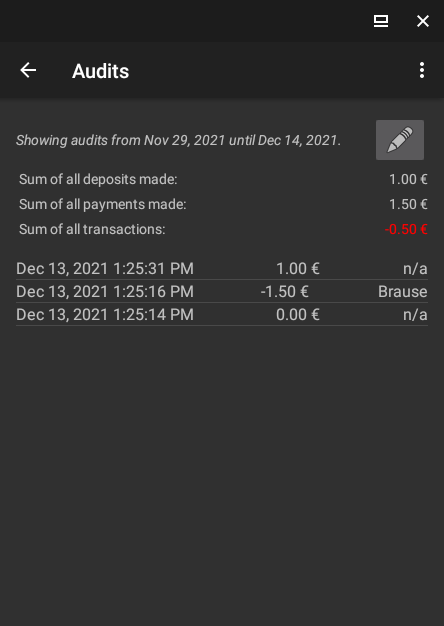 Audits
Showing audits from Nov 29, 2021 until Dec 14, 2021.
Sum of all deposits made: 1.00 €
Sum of all payments made: 1.50 €
Sum of all transactions: -0.50 €
Dec 13, 2021 1:25:31 PM 1.00 € n/a
Dec 13, 2021 1:25:16 PM -1.50 € Brause
Dec 13, 2021 1:25:14 PM 0.00 € n/a